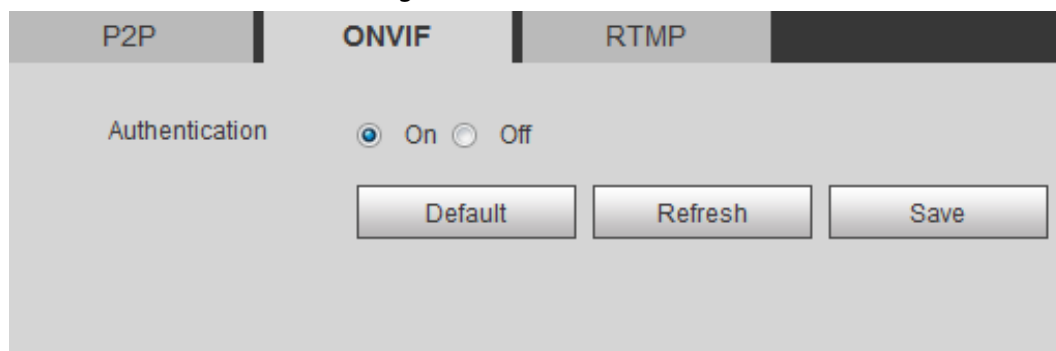 P2P ONVIF RTMP
Authentication On Off
Default Refresh Save